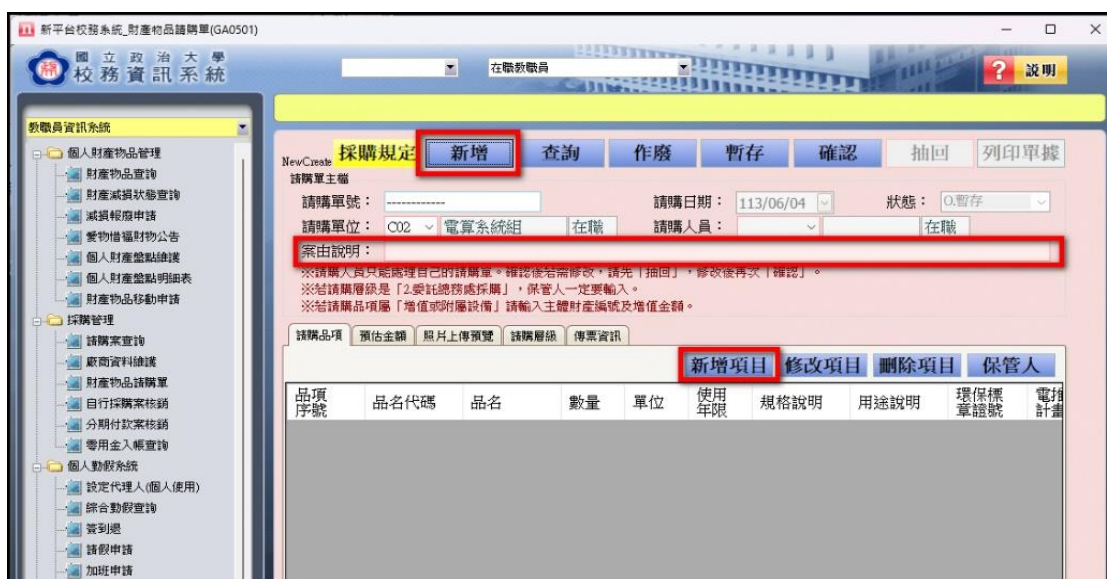 新平台校務系統_財產物品請購單(GA0501)
國立政治大學
校務資訊系統
在職教職員
? 說明
教職員資訊系統
個人財產物品管理
財產物品查詢
財產減損狀態查詢
減損報廢申請
愛物惜福財物公告
個人財產盤點維護
個人財產盤點明細表
財產物品移動申請
採購管理
請購案查詢
廠商資料維護
財產物品請購單
自行採購案核銷
分期付款案核銷
零用金入帳查詢
個人勤假系統
設定代理人(個人使用)
綜合勤假查詢
簽到退
請假申請
加班申請
NewCreate 採購規定 新增 查詢 作廢 暫存 確認 抽回 列印單據
請購單主檔
請購單號： ------------ 請購日期： 113/06/04 狀態： 0.暫存
請購單位： C02 電算系統組 在職 請購人員： 在職
案由說明：
※請購人員只能處理自己的請購單。確認後若需修改，請先「抽回」，修改後再次「確認」。
※若請購層級是「2.委託總務處採購」，保管人一定要輸入。
※若請購品項屬「增值或附屬設備」請輸入主體財產編號及增值金額。
請購品項 預估金額 照片上傳預覽 請購層級 傳票資訊
新增項目 修改項目 刪除項目 保管人
品項序號 品名代碼 品名 數量 單位 使用年限 規格說明 用途說明 環保標章證號 電推計畫